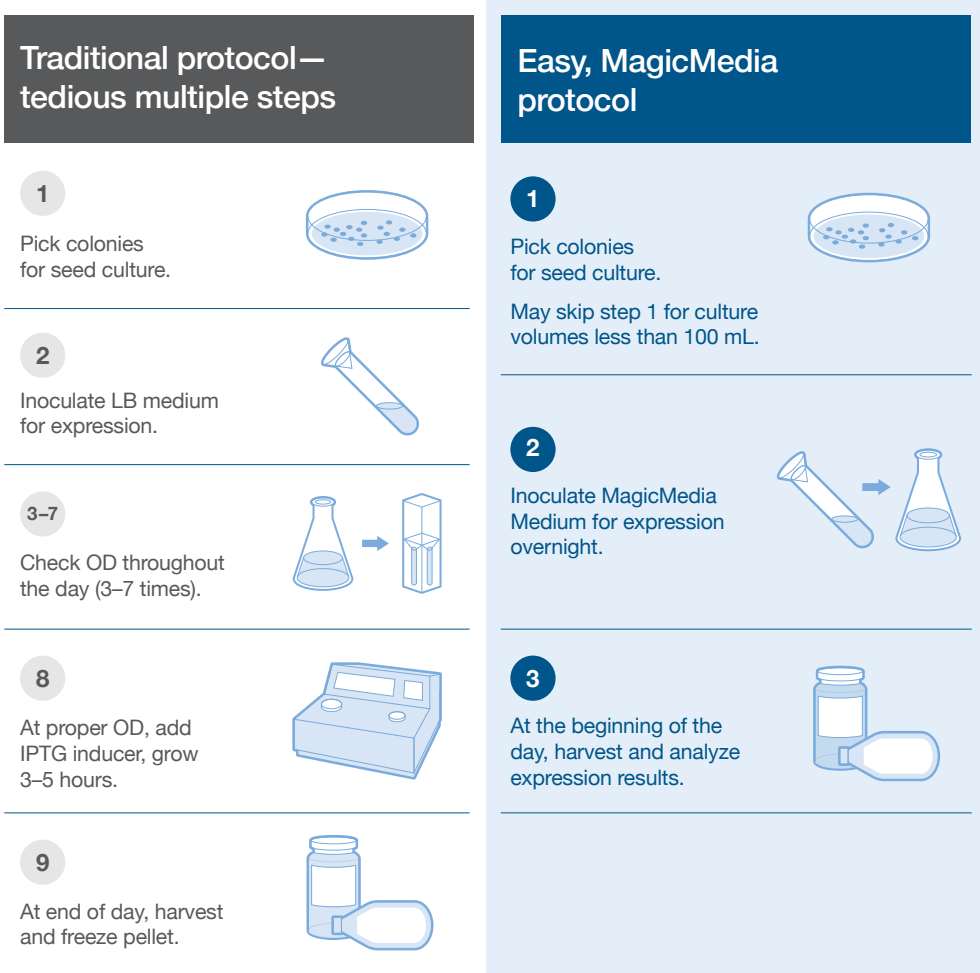 Traditional protocol—
tedious multiple steps
1
Pick colonies
for seed culture.
2
Inoculate LB medium
for expression.
3–7
Check OD throughout
the day (3–7 times).
8
At proper OD, add
IPTG inducer, grow
3–5 hours.
9
At end of day, harvest
and freeze pellet.
Easy, MagicMedia
protocol
1
Pick colonies
for seed culture.
May skip step 1 for culture
volumes less than 100 mL.
2
Inoculate MagicMedia
Medium for expression
overnight.
3
At the beginning of the
day, harvest and analyze
expression results.